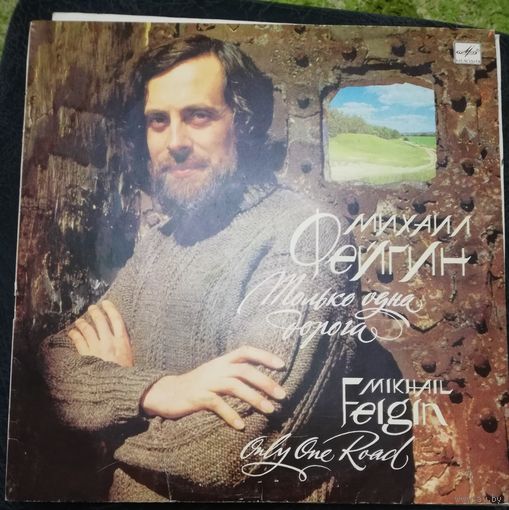 МИХАИЛ
Фейгин
Только одна
дорога
MIKHAIL
Feigin
Only One Road